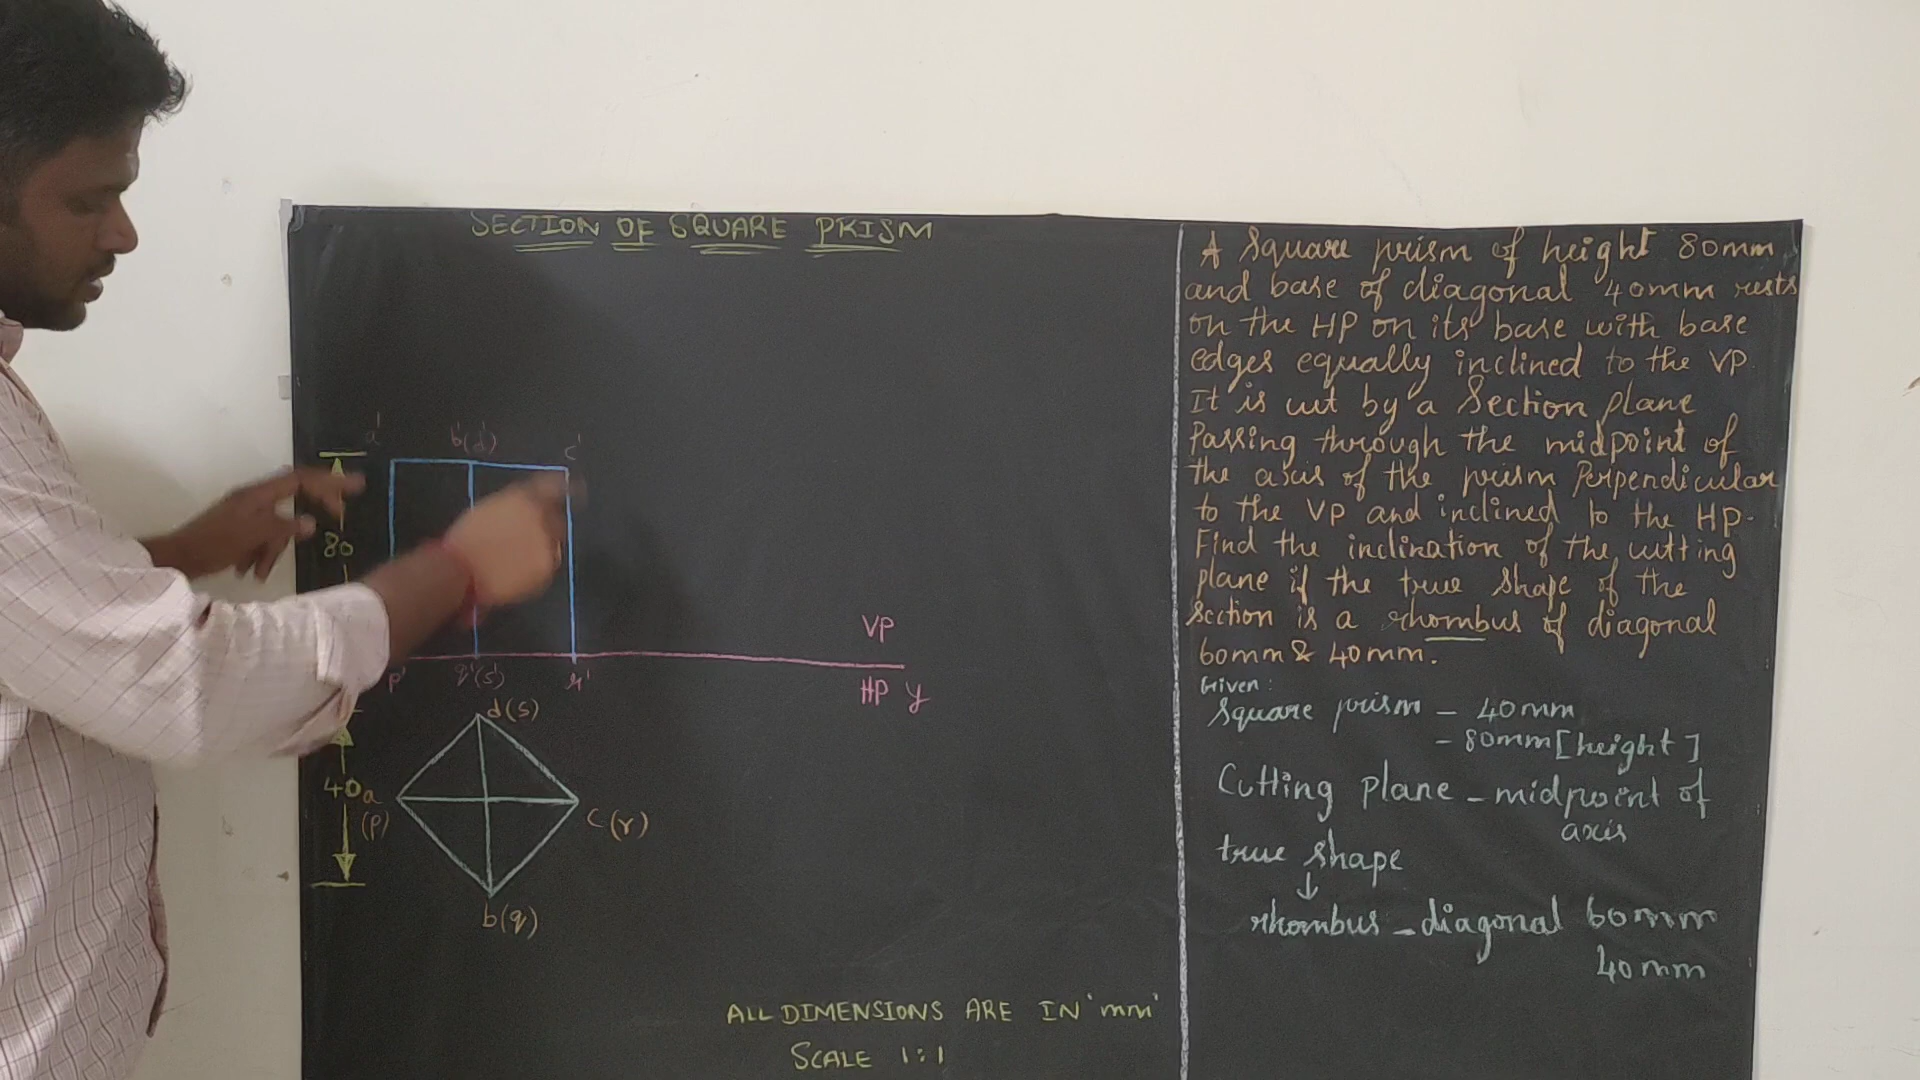 SECTION OF SQUARE PRISM
A Square prism of height 80mm
and base of diagonal 40mm rests
on the HP on its base with base
edges equally inclined to the VP.
It is cut by a Section plane
Passing through the midpoint of
the axis of the prism Perpendicular
to the VP and inclined to the HP.
Find the inclination of the cutting
plane if the true shape of the
Section is a rhombus of diagonal
60mm & 40mm.
Given:
Square prism - 40mm
- 80mm [height]
Cutting plane - midpoint of
axis
true shape
↓
rhombus - diagonal 60mm
40mm
a'
b'(d')
c'
80
VP
HP y
p'
q'(s')
r'
d(s)
40
a
(p)
c(r)
b(q)
ALL DIMENSIONS ARE IN 'mm'
SCALE 1:1